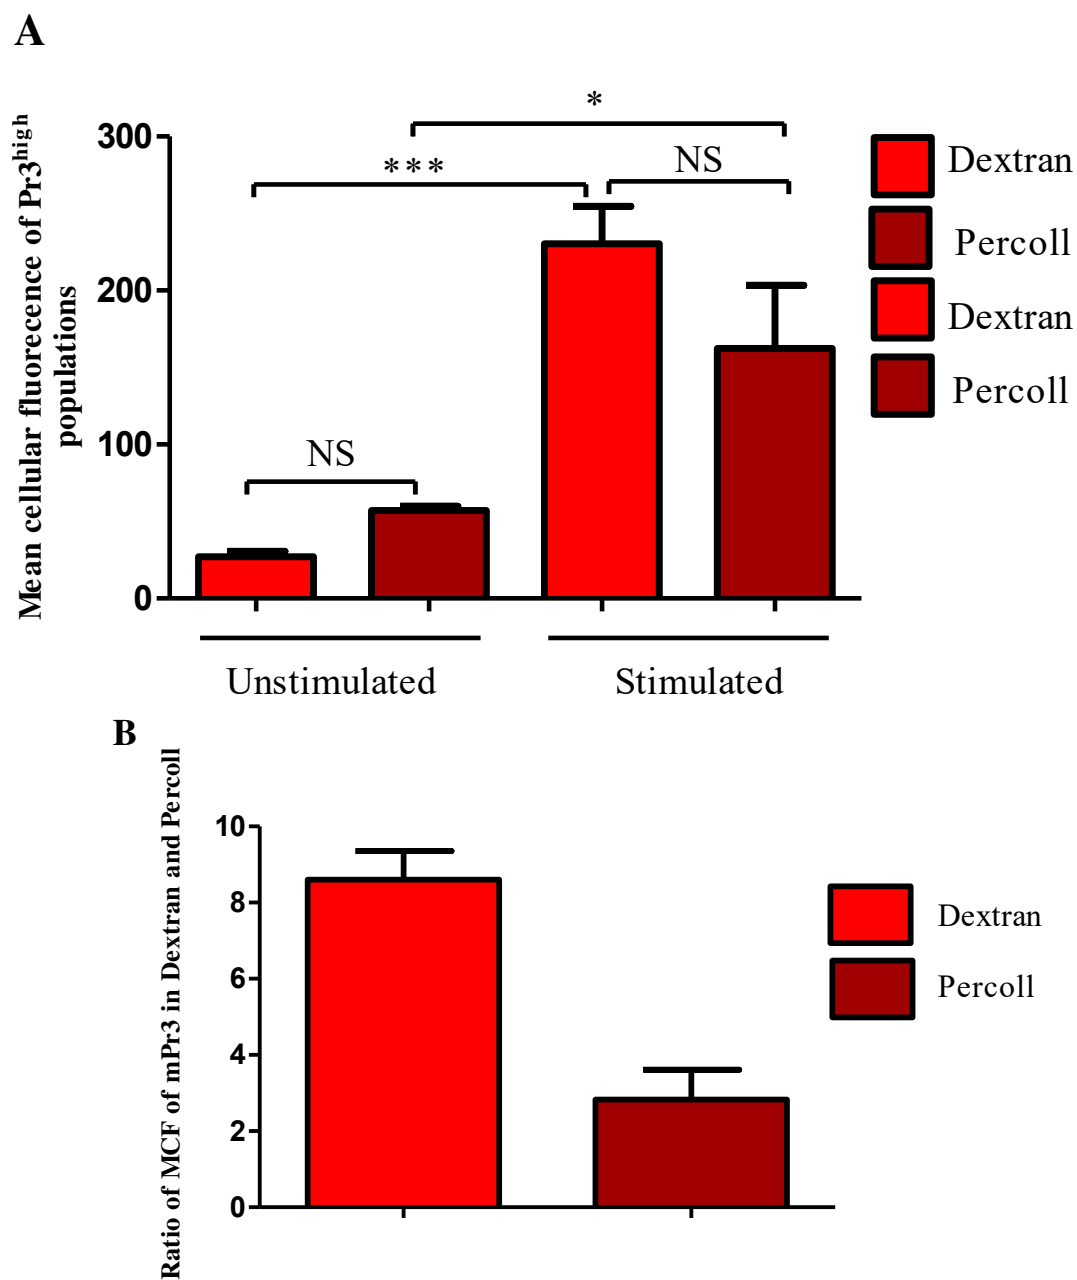 A
Mean cellular fluorecence of Pr3high
populations
300
200
100
0
*
***
NS
NS
Dextran
Percoll
Dextran
Percoll
Unstimulated
Stimulated
B
Ratio of MCF of mPr3 in Dextran and Percoll
10
8
6
4
2
0
Dextran
Percoll